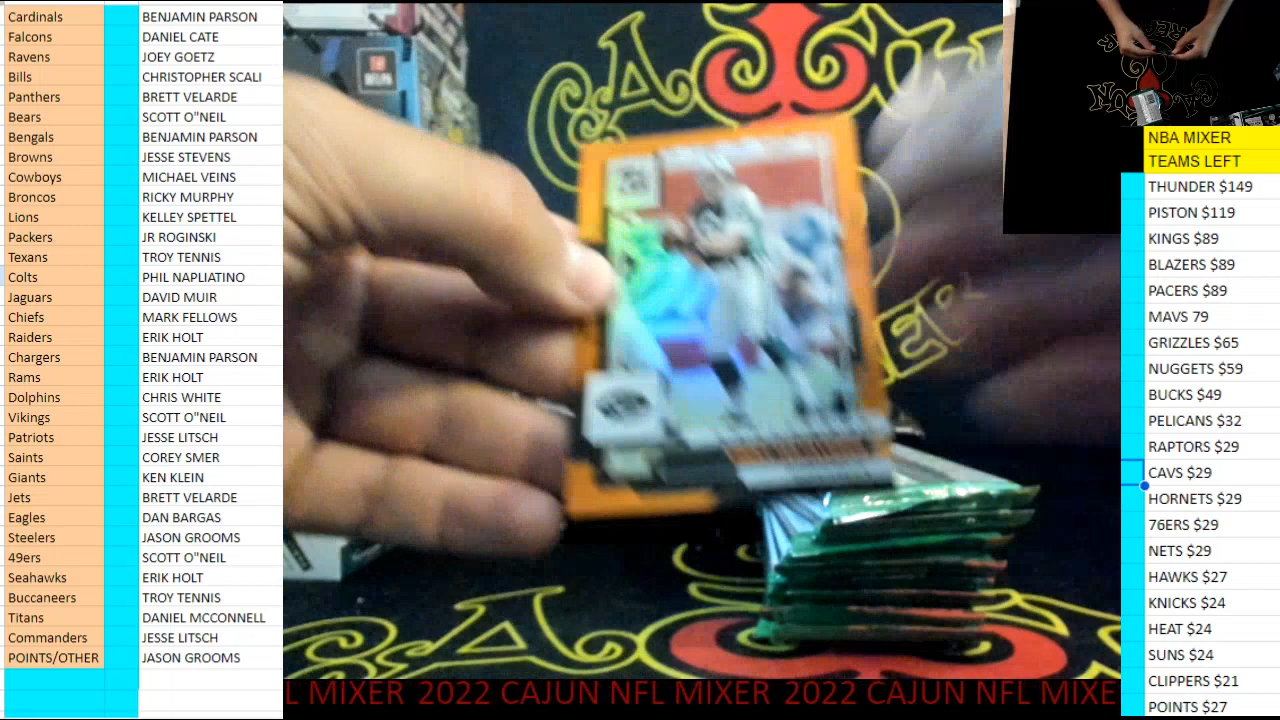 Cardinals BENJAMIN PARSON
Falcons DANIEL CATE
Ravens JOEY GOETZ
Bills CHRISTOPHER SCALI
Panthers BRETT VELARDE
Bears SCOTT O"NEIL
Bengals BENJAMIN PARSON
Browns JESSE STEVENS
Cowboys MICHAEL VEINS
Broncos RICKY MURPHY
Lions KELLEY SPETTEL
Packers JR ROGINSKI
Texans TROY TENNIS
Colts PHIL NAPLIATINO
Jaguars DAVID MUIR
Chiefs MARK FELLOWS
Raiders ERIK HOLT
Chargers BENJAMIN PARSON
Rams ERIK HOLT
Dolphins CHRIS WHITE
Vikings SCOTT O"NEIL
Patriots JESSE LITSCH
Saints COREY SMER
Giants KEN KLEIN
Jets BRETT VELARDE
Eagles DAN BARGAS
Steelers JASON GROOMS
49ers SCOTT O"NEIL
Seahawks ERIK HOLT
Buccaneers TROY TENNIS
Titans DANIEL MCCONNELL
Commanders JESSE LITSCH
POINTS/OTHER JASON GROOMS
NBA MIXER
TEAMS LEFT
THUNDER $149
PISTON $119
KINGS $89
BLAZERS $89
PACERS $89
MAVS 79
GRIZZLES $65
NUGGETS $59
BUCKS $49
PELICANS $32
RAPTORS $29
CAVS $29
HORNETS $29
76ERS $29
NETS $29
HAWKS $27
KNICKS $24
HEAT $24
SUNS $24
CLIPPERS $21
POINTS $27
L MIXER 2022 CAJUN NFL MIXER 2022 CAJUN NFL MIXE